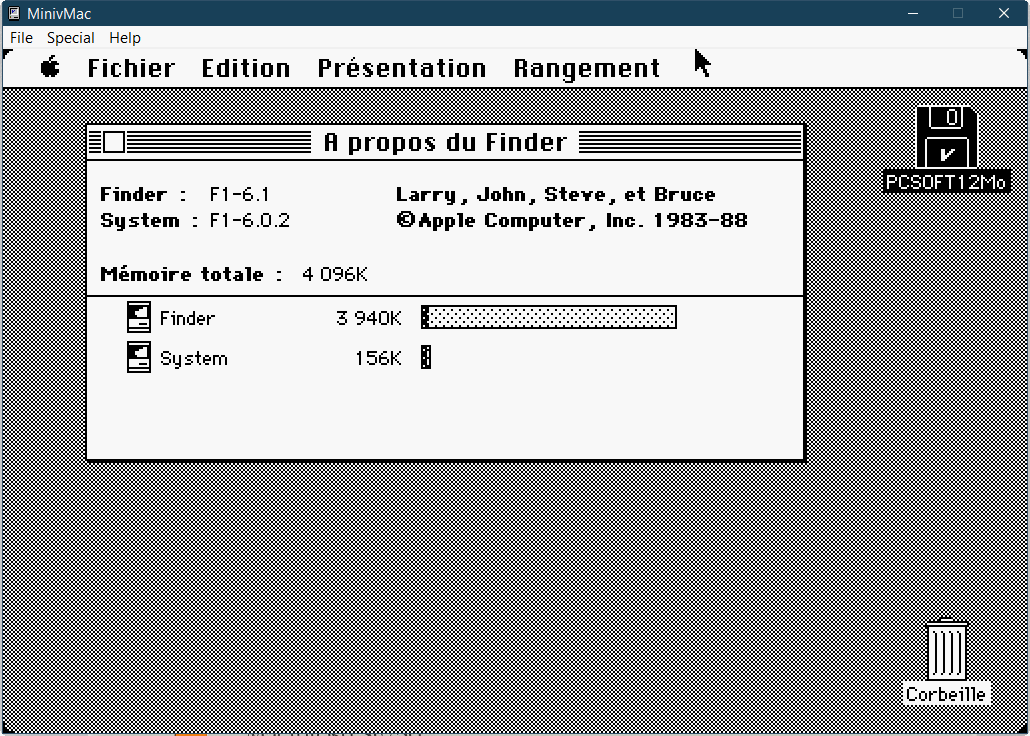 MinivMac
File Special Help
Fichier Edition Présentation Rangement
A propos du Finder
Finder : F1-6.1 Larry, John, Steve, et Bruce
System : F1-6.0.2 ©Apple Computer, Inc. 1983-88
Mémoire totale : 4 096K
Finder 3 940K
System 156K
PCSOFT12Mo
Corbeille